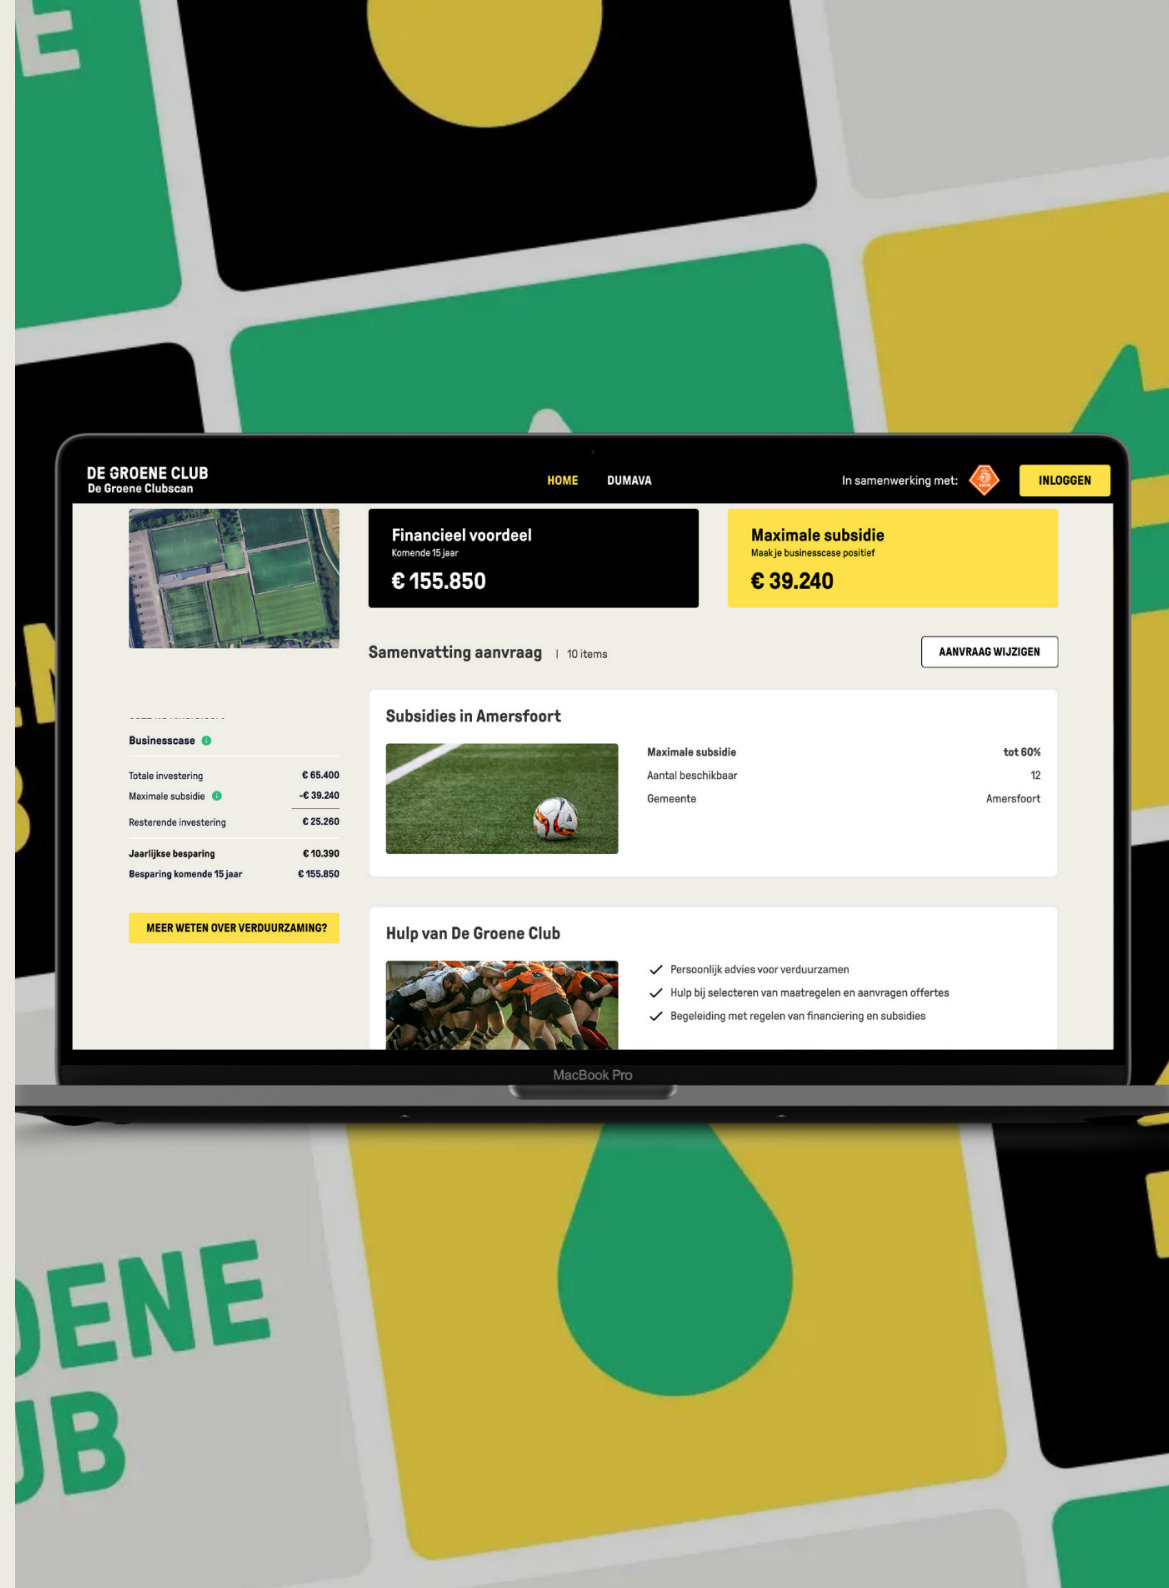 DE GROENE CLUB
De Groene Clubscan
HOME
DUMAVA
In samenwerking met:
INLOGGEN
Financieel voordeel
Komende 15 jaar
€ 155.850
Maximale subsidie
Maak je businesscase positief
€ 39.240
Samenvatting aanvraag | 10 items
AANVRAAG WIJZIGEN
Businesscase
Totale investering € 65.400
Maximale subsidie -€ 39.240
Resterende investering € 25.260
Jaarlijkse besparing € 10.390
Besparing komende 15 jaar € 155.850
MEER WETEN OVER VERDUURZAMING?
Subsidies in Amersfoort
Maximale subsidie tot 60%
Aantal beschikbaar 12
Gemeente Amersfoort
Hulp van De Groene Club
Persoonlijk advies voor verduurzamen
Hulp bij selecteren van maatregelen en aanvragen offertes
Begeleiding met regelen van financiering en subsidies
MacBook Pro
OENE
UB